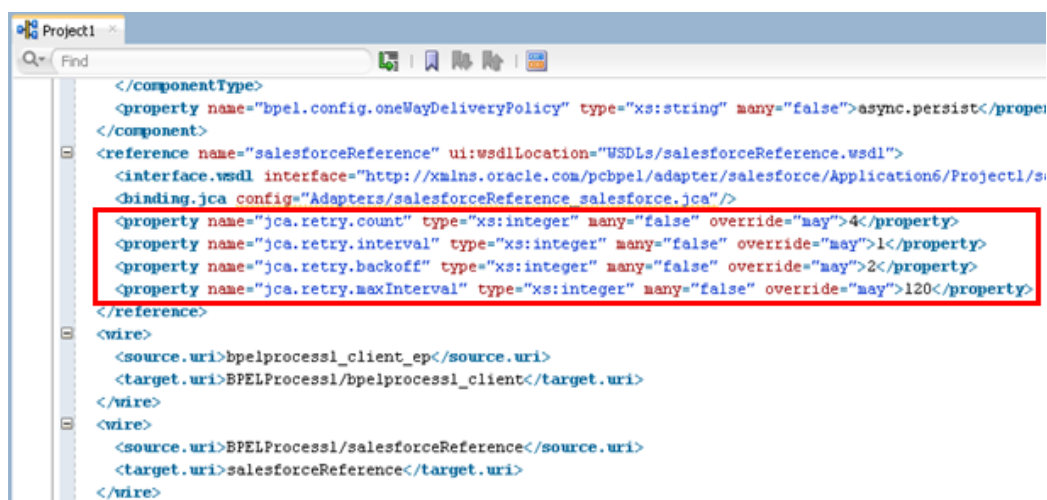 Project1
Find
</componentType>
<property name="bpel.config.oneWayDeliveryPolicy" type="xs:string" many="false">async.persist</proper
</component>
<reference name="salesforceReference" ui:wsdlLocation="WSDLs/salesforceReference.wsdl">
<interface.wsdl interface="http://xmlns.oracle.com/pcbpel/adapter/salesforce/Application6/Project1/s
<binding.jca config="Adapters/salesforceReference_salesforce.jca"/>
<property name="jca.retry.count" type="xs:integer" many="false" override="may">4</property>
<property name="jca.retry.interval" type="xs:integer" many="false" override="may">1</property>
<property name="jca.retry.backoff" type="xs:integer" many="false" override="may">2</property>
<property name="jca.retry.maxInterval" type="xs:integer" many="false" override="may">120</property>
</reference>
<wire>
<source.uri>bpelprocess1_client_ep</source.uri>
<target.uri>BPELProcess1/bpelprocess1_client</target.uri>
</wire>
<wire>
<source.uri>BPELProcess1/salesforceReference</source.uri>
<target.uri>salesforceReference</target.uri>
</wire>